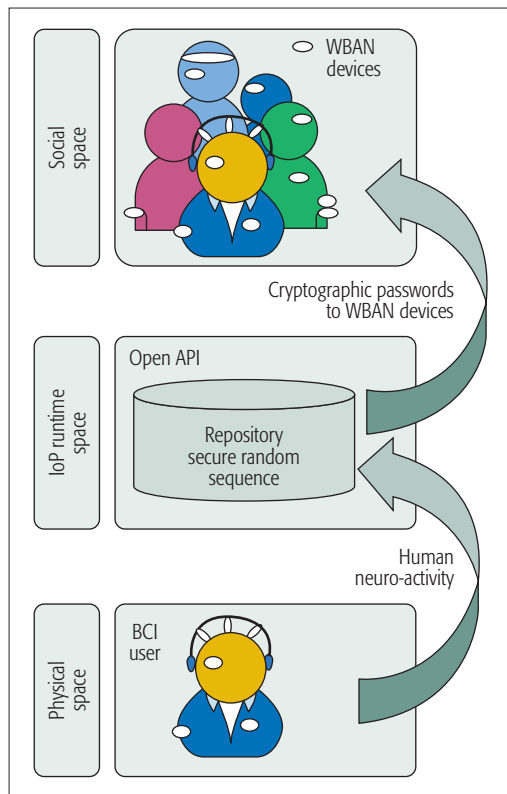 Social
space
WBAN
devices
Cryptographic passwords
to WBAN devices
IoP runtime
space
Open API
Repository
secure random
sequence
Human
neuro-activity
Physical
space
BCI
user